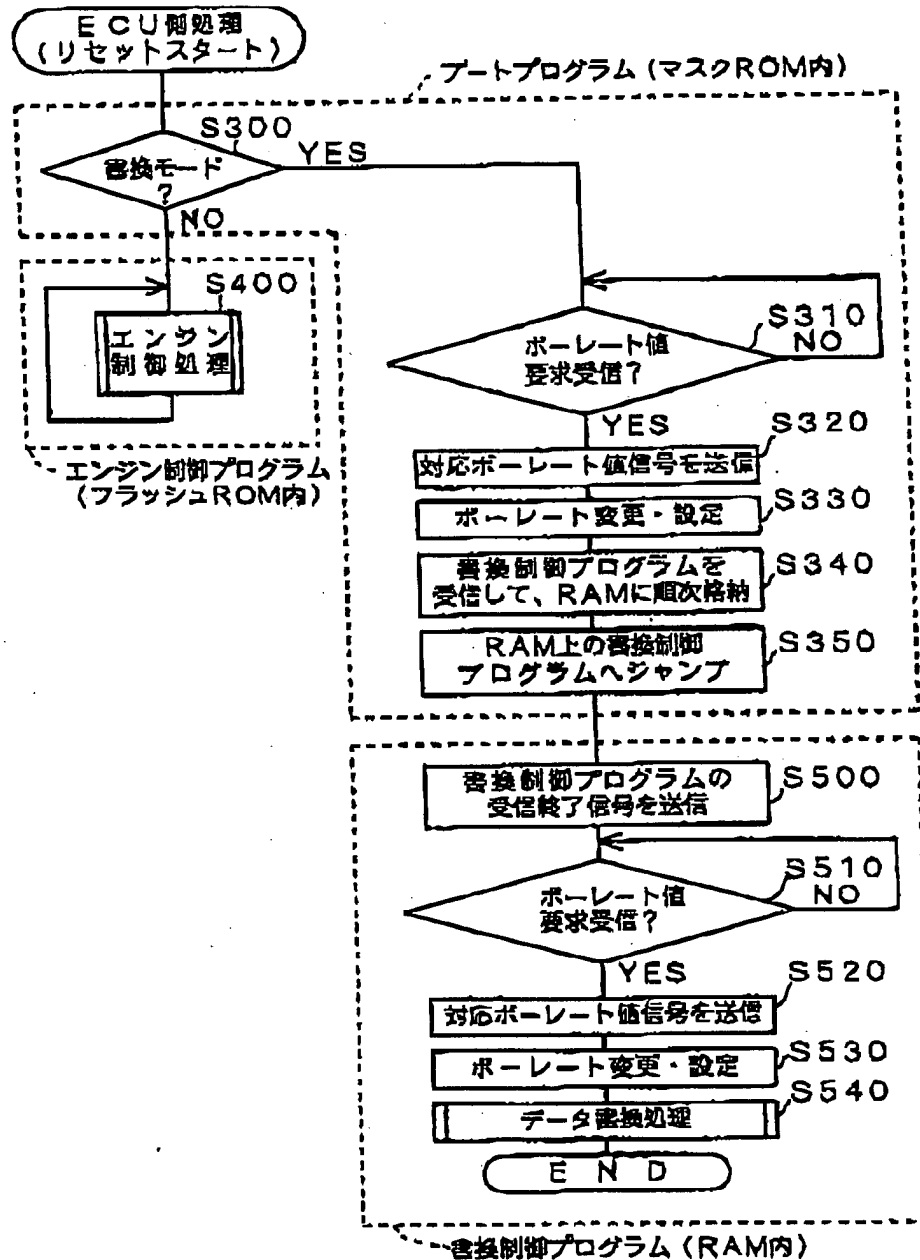 ECU側処理
(リセットスタート)
ブートプログラム(マスクROM内)
S300
書換モード
?
YES
NO
S400
エンジン
制御処理
エンジン制御プログラム
(フラッシュROM内)
S310
NO
ボーレート値
要求受信?
YES
S320
対応ボーレート値信号を送信
S330
ボーレート変更・設定
S340
書換制御プログラムを
受信して、RAMに順次格納
S350
RAM上の書換制御
プログラムへジャンプ
S500
書換制御プログラムの
受信終了信号を送信
S510
NO
ボーレート値
要求受信?
YES
S520
対応ボーレート値信号を送信
S530
ボーレート変更・設定
S540
データ書換処理
END
書換制御プログラム(RAM内)